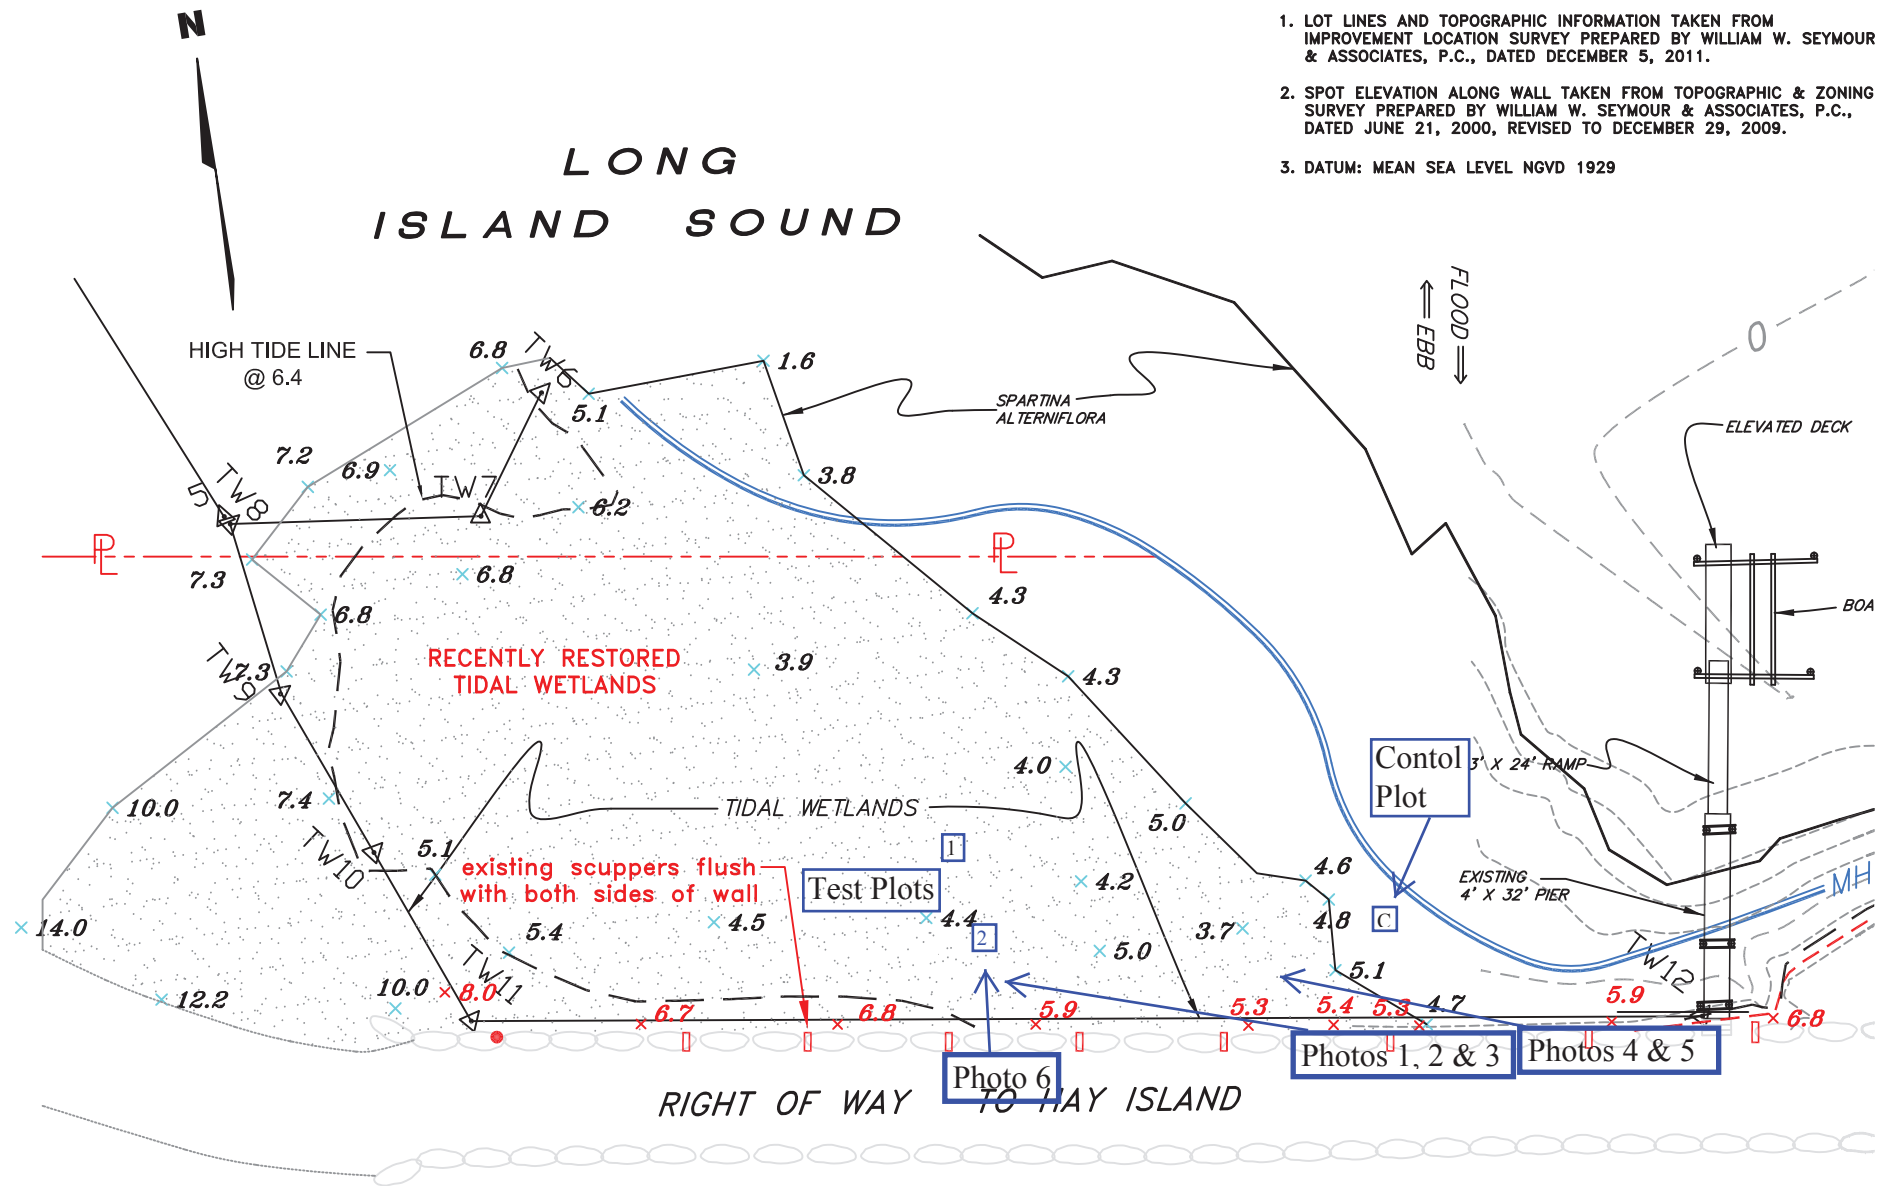 N
1. LOT LINES AND TOPOGRAPHIC INFORMATION TAKEN FROM
IMPROVEMENT LOCATION SURVEY PREPARED BY WILLIAM W. SEYMOUR
& ASSOCIATES, P.C., DATED DECEMBER 5, 2011.
2. SPOT ELEVATION ALONG WALL TAKEN FROM TOPOGRAPHIC & ZONING
SURVEY PREPARED BY WILLIAM W. SEYMOUR & ASSOCIATES, P.C.,
DATED JUNE 21, 2000, REVISED TO DECEMBER 29, 2009.
3. DATUM: MEAN SEA LEVEL NGVD 1929
LONG
ISLAND SOUND
FLOOD
EBB
HIGH TIDE LINE
@ 6.4
6.8
TW6
5.1
1.6
SPARTINA
ALTERNIFLORA
ELEVATED DECK
7.2
6.9
TW7
6.2
3.8
5
TW8
PL
PL
7.3
6.8
6.8
4.3
BOA
TW9
7.3
RECENTLY RESTORED
TIDAL WETLANDS
3.9
4.3
4.0
Contol
Plot
3' X 24' RAMP
7.4
10.0
TIDAL WETLANDS
5.0
TW10
5.1
existing scuppers flush
with both sides of wall
1
Test Plots
4.2
4.6
4.8
EXISTING
4' X 32' PIER
MH
14.0
5.4
4.5
4.4
2
5.0
3.7
C
TW12
12.2
10.0
8.0
TW11
5.1
6.7
6.8
5.9
5.3
5.4
5.3
4.7
5.9
6.8
Photo 6
Photos 1, 2 & 3
Photos 4 & 5
RIGHT OF WAY TO HAY ISLAND